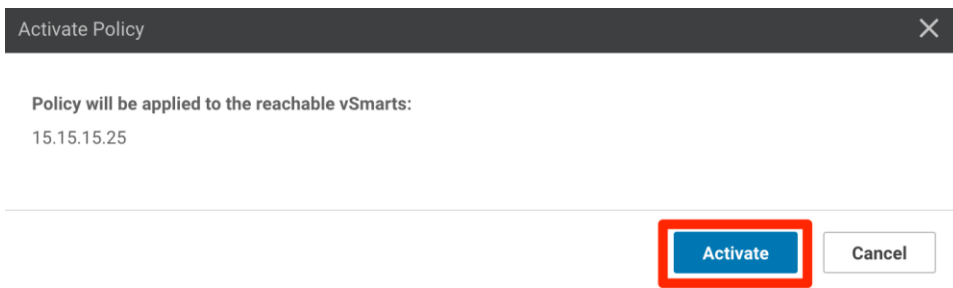 Activate Policy
Policy will be applied to the reachable vSmarts:
15.15.15.25
Activate
Cancel